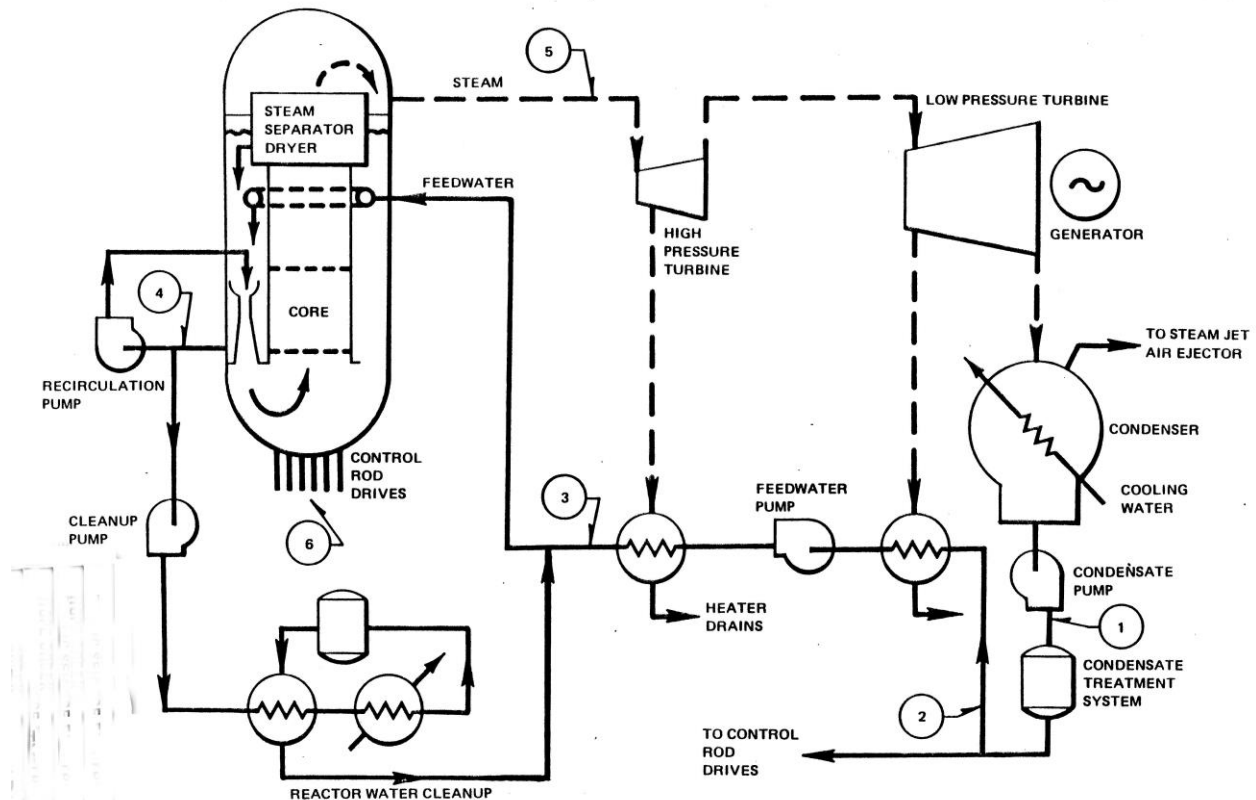 5
STEAM
LOW PRESSURE TURBINE
STEAM
SEPARATOR
DRYER
FEEDWATER
GENERATOR
HIGH
PRESSURE
TURBINE
4
CORE
TO STEAM JET
AIR EJECTOR
RECIRCULATION
PUMP
CONDENSER
CONTROL
ROD
DRIVES
COOLING
WATER
3
FEEDWATER
PUMP
CLEANUP
PUMP
6
CONDENSATE
PUMP
HEATER
DRAINS
1
CONDENSATE
TREATMENT
SYSTEM
2
TO CONTROL
ROD
DRIVES
REACTOR WATER CLEANUP